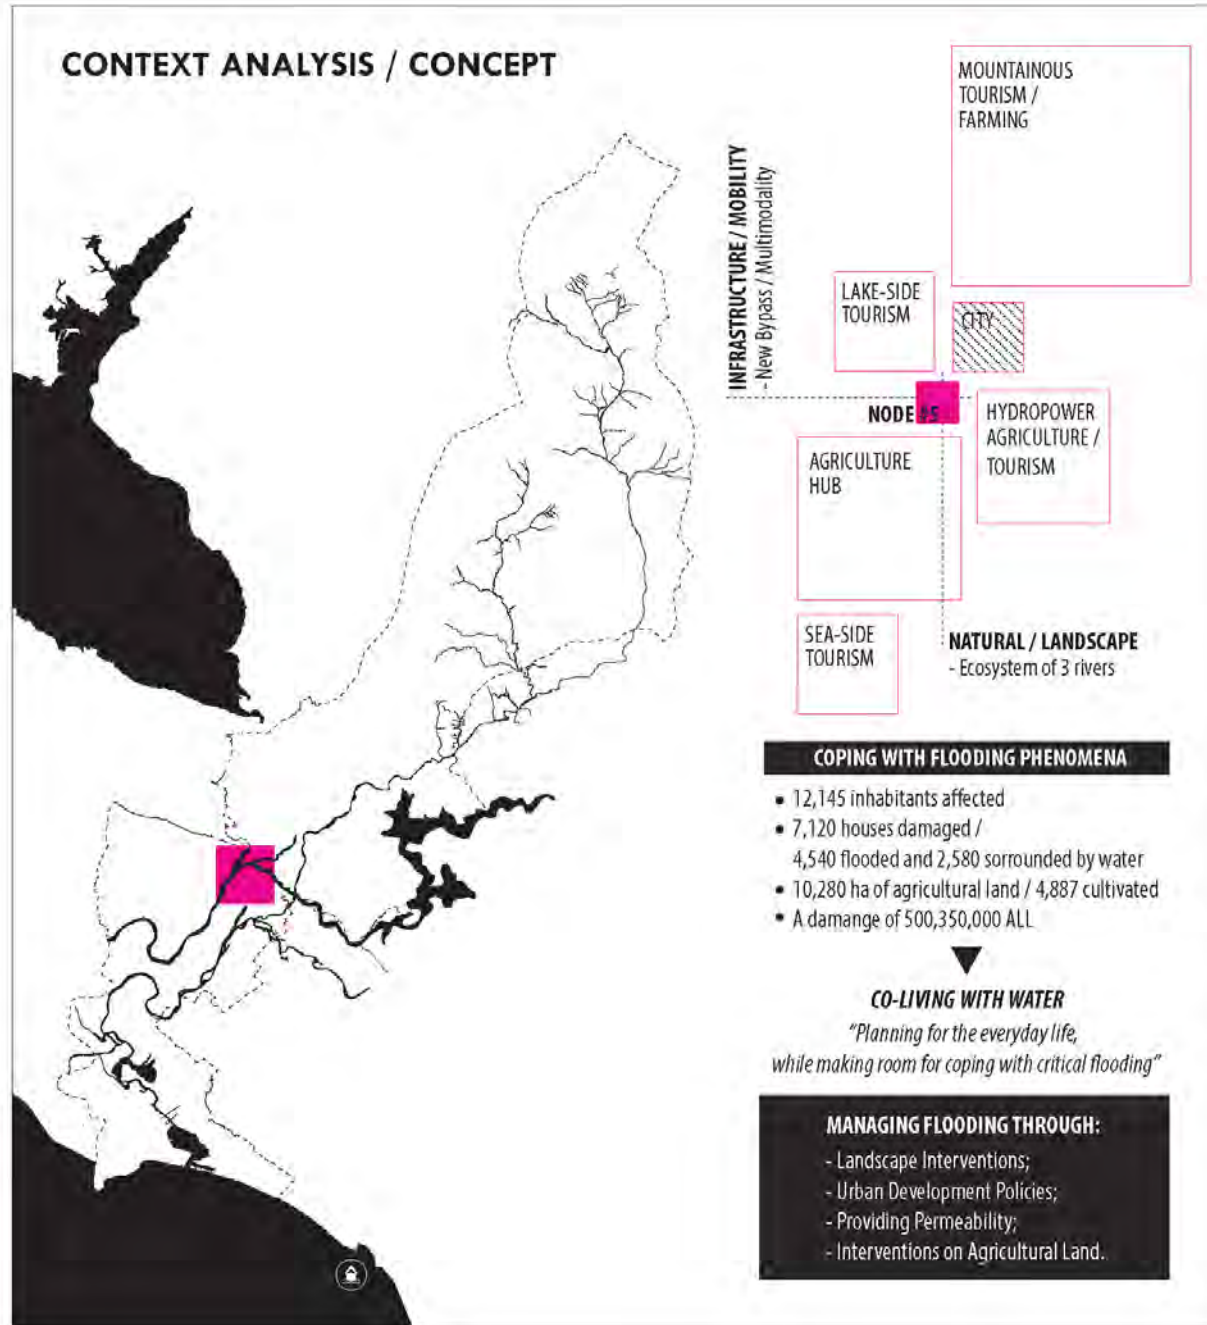 CONTEXT ANALYSIS / CONCEPT
MOUNTAINOUS
TOURISM /
FARMING
INFRASTRUCTURE / MOBILITY
- New Bypass / Multimodality
LAKE-SIDE
TOURISM
CITY
NODE #5
HYDROPOWER
AGRICULTURE /
TOURISM
AGRICULTURE
HUB
SEA-SIDE
TOURISM
NATURAL / LANDSCAPE
- Ecosystem of 3 rivers
COPING WITH FLOODING PHENOMENA
• 12,145 inhabitants affected
• 7,120 houses damaged /
4,540 flooded and 2,580 sorrounded by water
• 10,280 ha of agricultural land / 4,887 cultivated
• A damange of 500,350,000 ALL
CO-LIVING WITH WATER
"Planning for the everyday life,
while making room for coping with critical flooding"
MANAGING FLOODING THROUGH:
- Landscape Interventions;
- Urban Development Policies;
- Providing Permeability;
- Interventions on Agricultural Land.